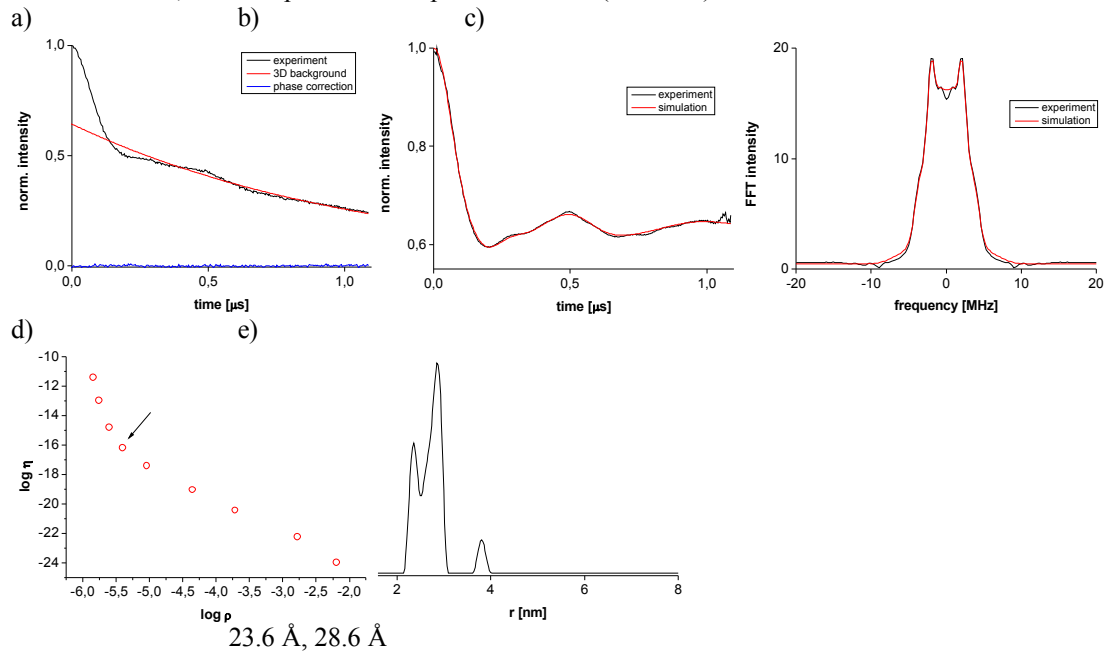 a)
b)
c)
experiment
3D background
phase correction
norm. intensity
1,0
0,5
0,0
0,0 0,5 1,0
time [µs]
experiment
simulation
norm. intensity
1,0
0,8
0,6
0,0 0,5 1,0
time [µs]
experiment
simulation
FFT intensity
20
10
0
-20 -10 0 10 20
frequency [MHz]
d)
e)
log η
-10
-12
-14
-16
-18
-20
-22
-24
-6,0 -5,5 -5,0 -4,5 -4,0 -3,5 -3,0 -2,5 -2,0
log ρ
2 4 6 8
r [nm]
23.6 Å, 28.6 Å